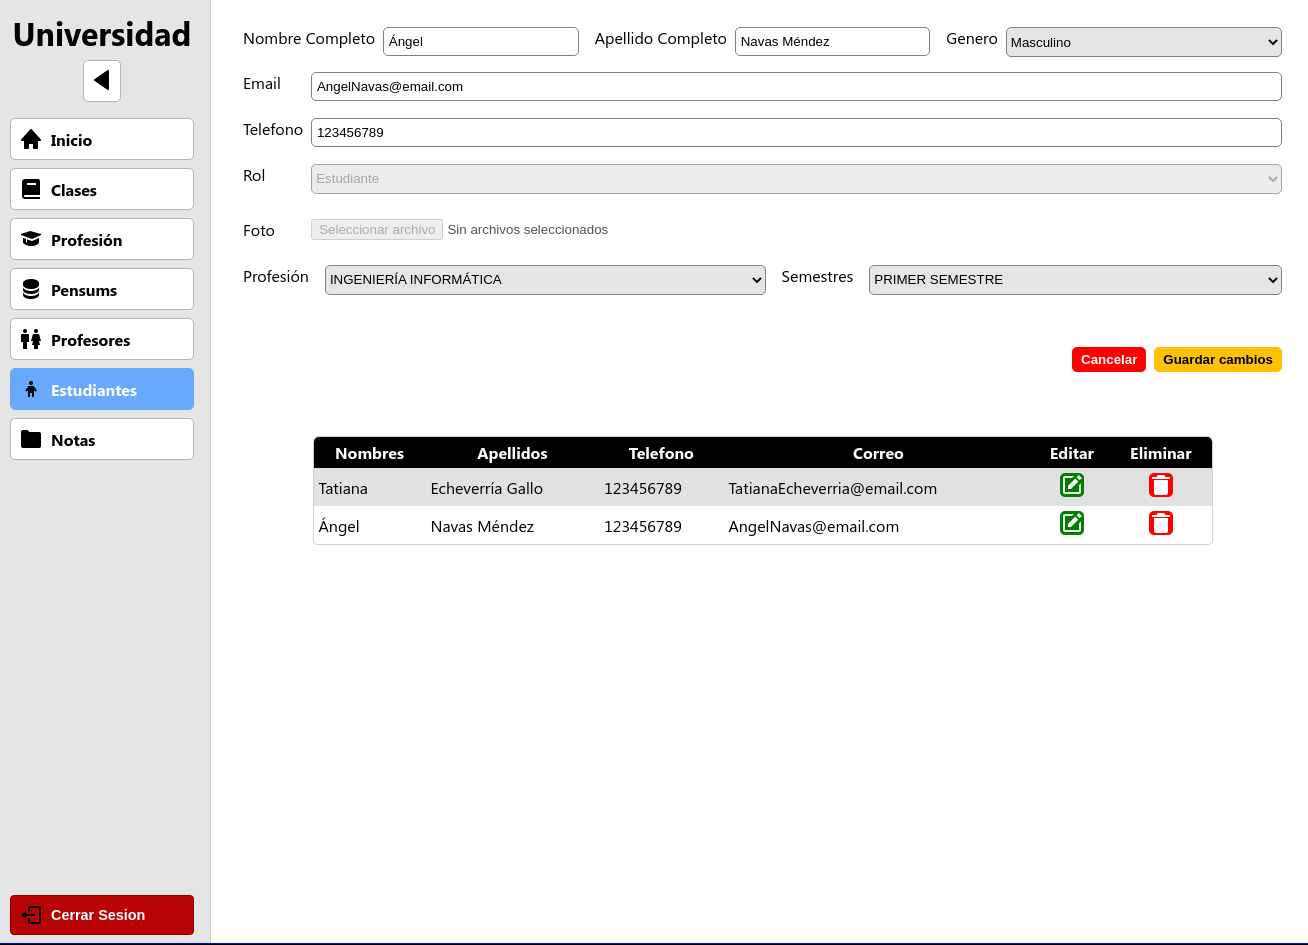 Universidad
Inicio
Clases
Profesión
Pensums
Profesores
Estudiantes
Notas
Cerrar Sesion
Nombre Completo Ángel Apellido Completo Navas Méndez Genero Masculino
Email AngelNavas@email.com
Telefono 123456789
Rol Estudiante
Foto Seleccionar archivo Sin archivos seleccionados
Profesión INGENIERÍA INFORMÁTICA Semestres PRIMER SEMESTRE
Cancelar Guardar cambios
Nombres Apellidos Telefono Correo Editar Eliminar
Tatiana Echeverría Gallo 123456789 TatianaEcheverria@email.com
Ángel Navas Méndez 123456789 AngelNavas@email.com